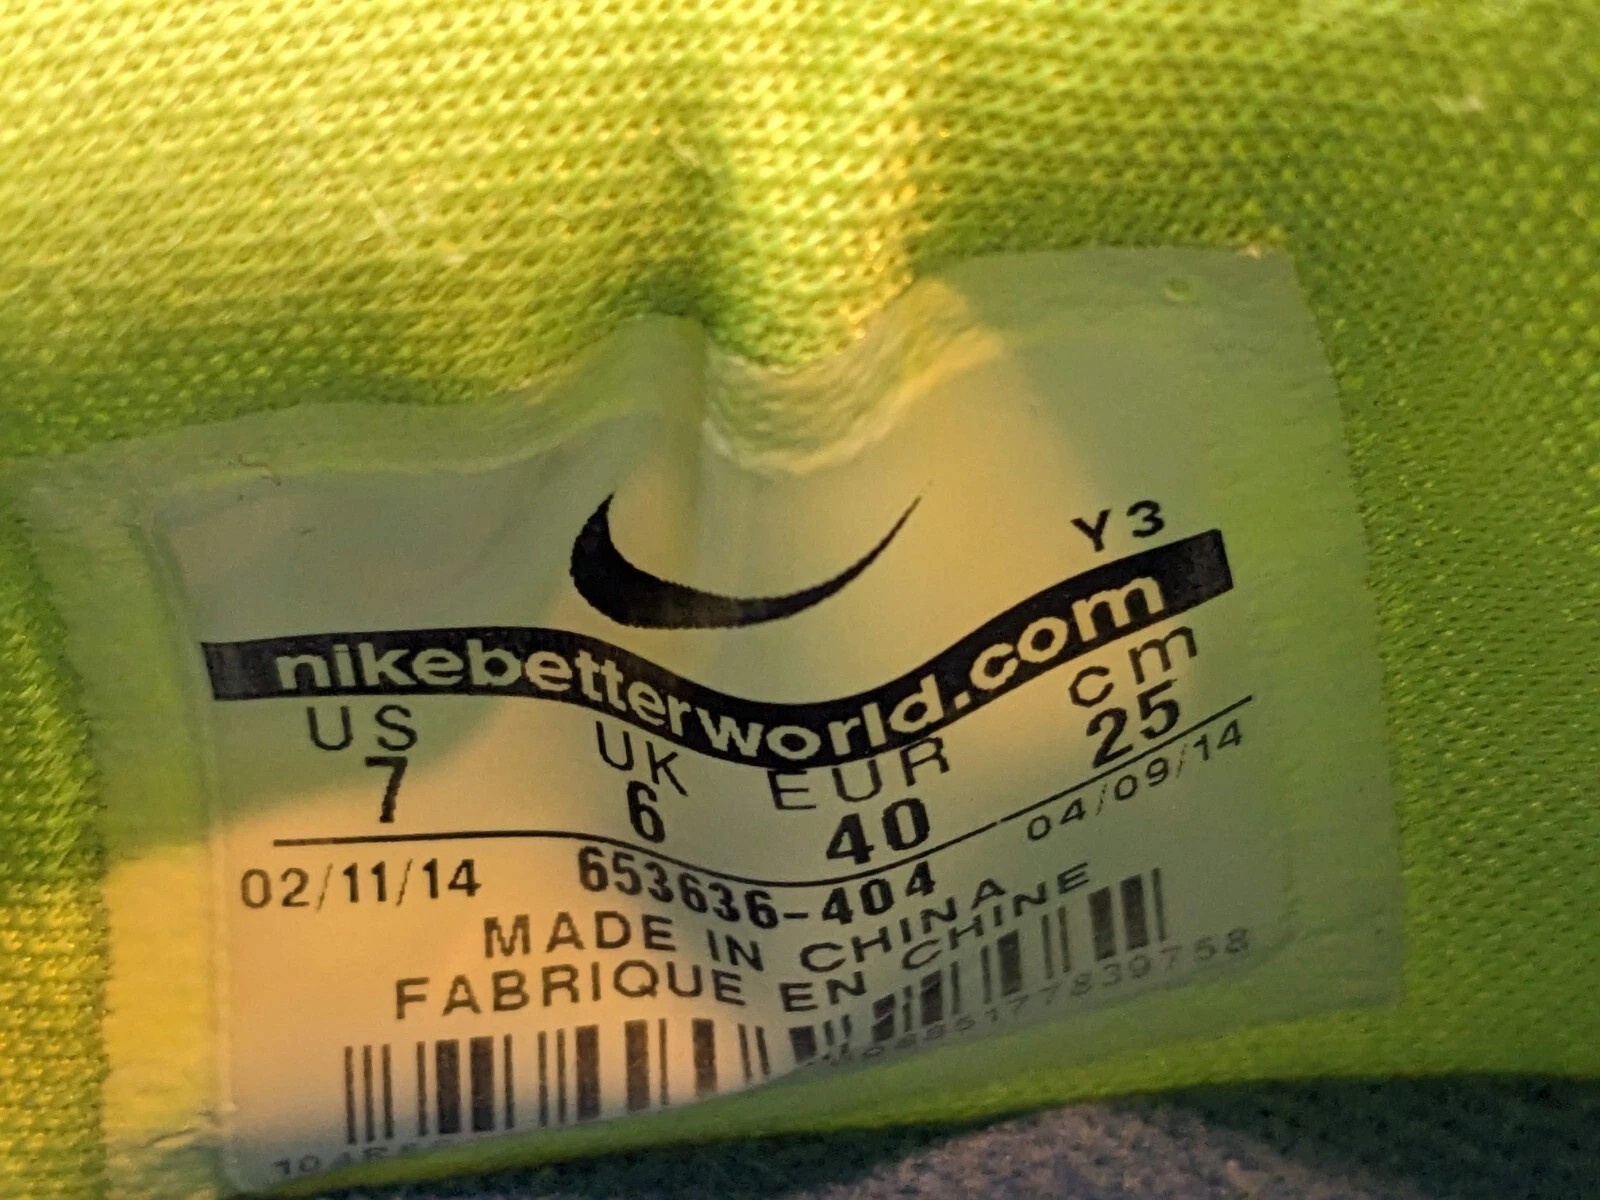 Y3
nikebetterworld.com
US UK EUR cm
7 6 40 25
02/11/14 653636-404 04/09/14
MADE IN CHINA
FABRIQUE EN CHINE